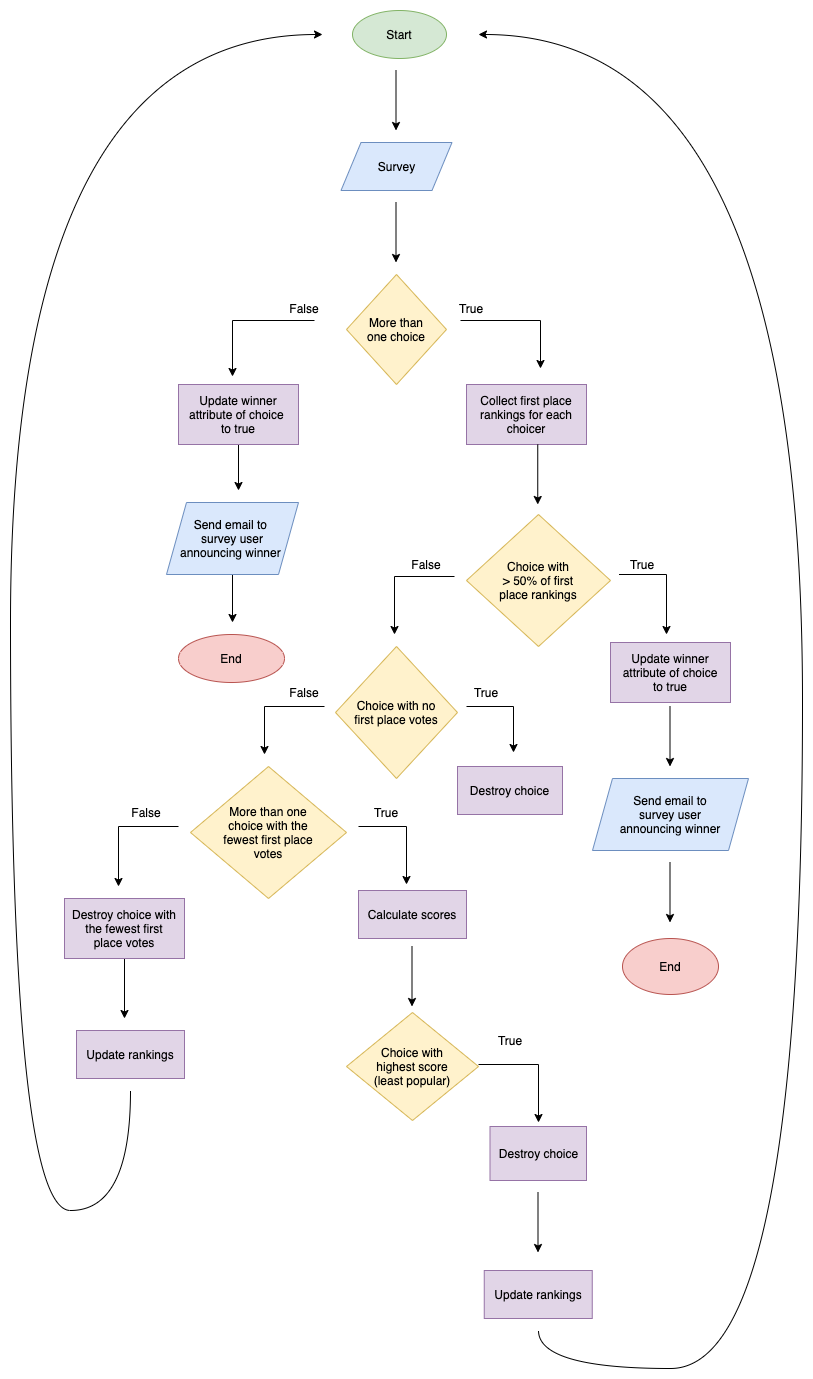 Start
Survey
False
True
More than
one choice
Update winner
attribute of choice
to true
Collect first place
rankings for each
choicer
Send email to
survey user
announcing winner
Choice with
> 50% of first
place rankings
False
True
End
Update winner
attribute of choice
to true
False
True
Choice with no
first place votes
Destroy choice
More than one
choice with the
fewest first place
votes
Send email to
survey user
announcing winner
False
True
Destroy choice with
the fewest first
place votes
Calculate scores
End
Update rankings
True
Choice with
highest score
(least popular)
Destroy choice
Update rankings